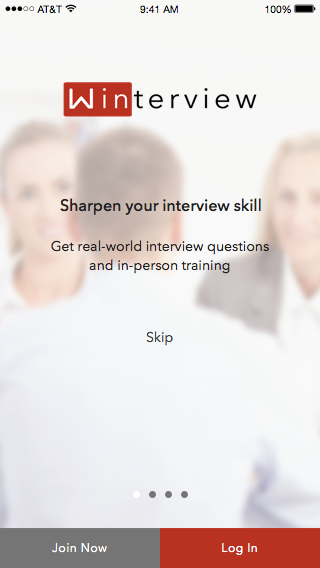 AT&T 9:41 AM 100%
Winterview
Sharpen your interview skill
Get real-world interview questions
and in-person training
Skip
Join Now Log In